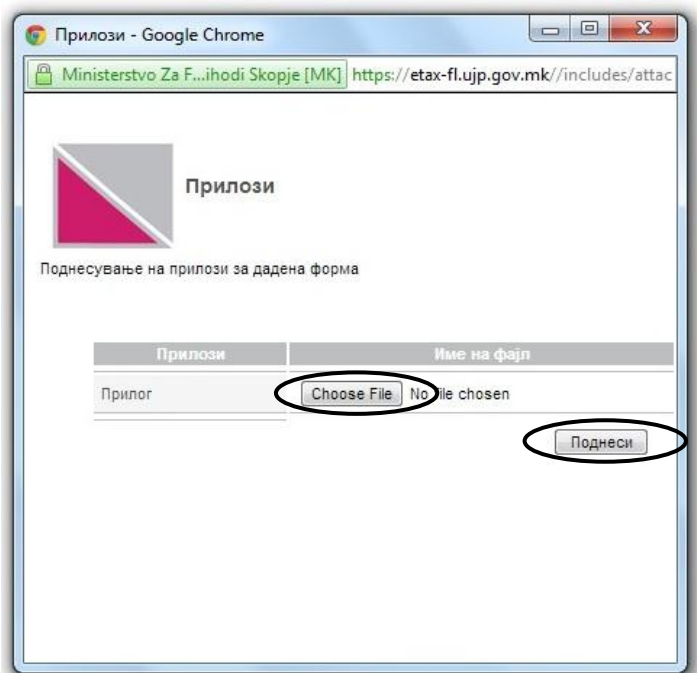 Прилози - Google Chrome
Ministerstvo Za F...ihodi Skopje [MK] https://etax-fl.ujp.gov.mk//includes/attac
Прилози
Поднесување на прилози за дадена форма
Прилози Име на фајл
Прилог Choose File No file chosen
Поднеси